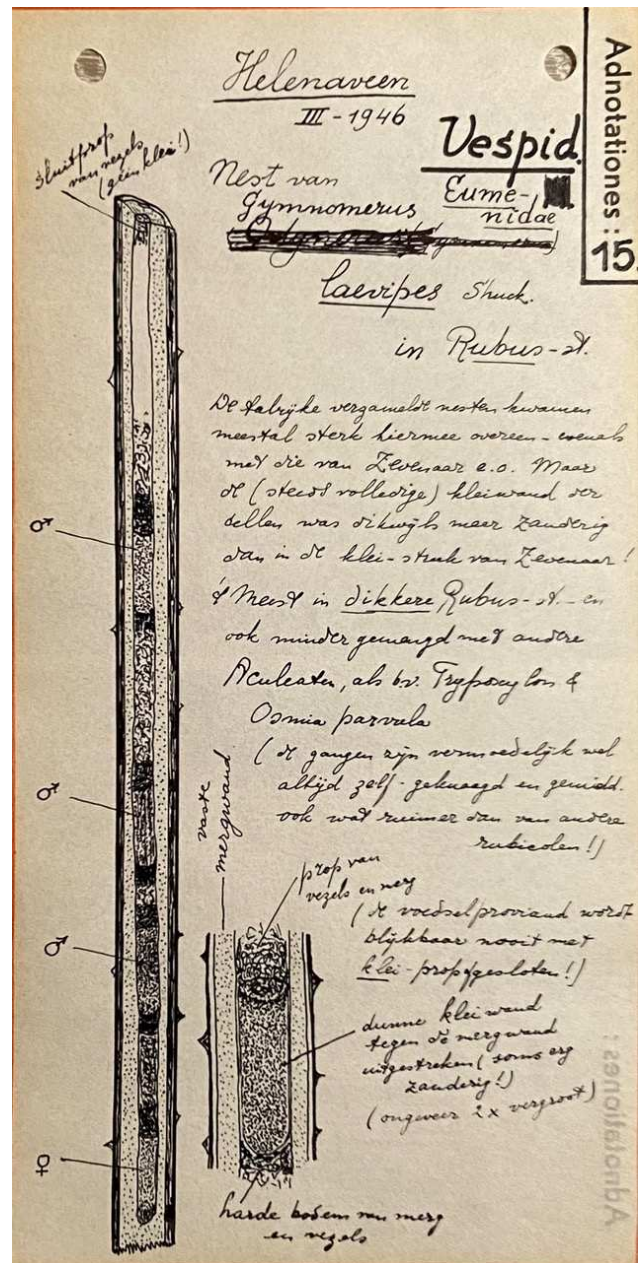 Helenaveen
III - 1946
Adnotationes : 15.
Vespid.
Eume-
nidae
Nest van
Gymnomerus
laevipes Shuck.
in Rubus-st.
sluitprop
van vezels
(géén klei!)
De talrijke verzamelde nesten kwamen
meestal sterk hiermee overeen - evenals
met die van Zevenaar e.o. Maar
de (steeds volledige) kleiwand der
cellen was dikwijls meer zanderig
dan in de klei-streek van Zevenaar!
Meest in dikkere Rubus-st. - en
ook minder gemengd met andere
Aculeaten, als b.v. Trypoxylon &
Osmia parvula
(de gangen zijn vermoedelijk wel
altijd zelf-geknaagd en gemidd.
ook wat ruimer dan van andere
rubicolen!)
vaste
mergwand
prop van
vezels en merg
(de voedselproviand wordt
blijkbaar nooit met
klei-prop gesloten!)
dunne kleiwand
tegen de mergwand
uitgestreken (soms erg
zanderig!)
(ongeveer 2x vergroot)
harde bodem van merg
en vezels
♂
♂
♂
♀
Adnotationes :